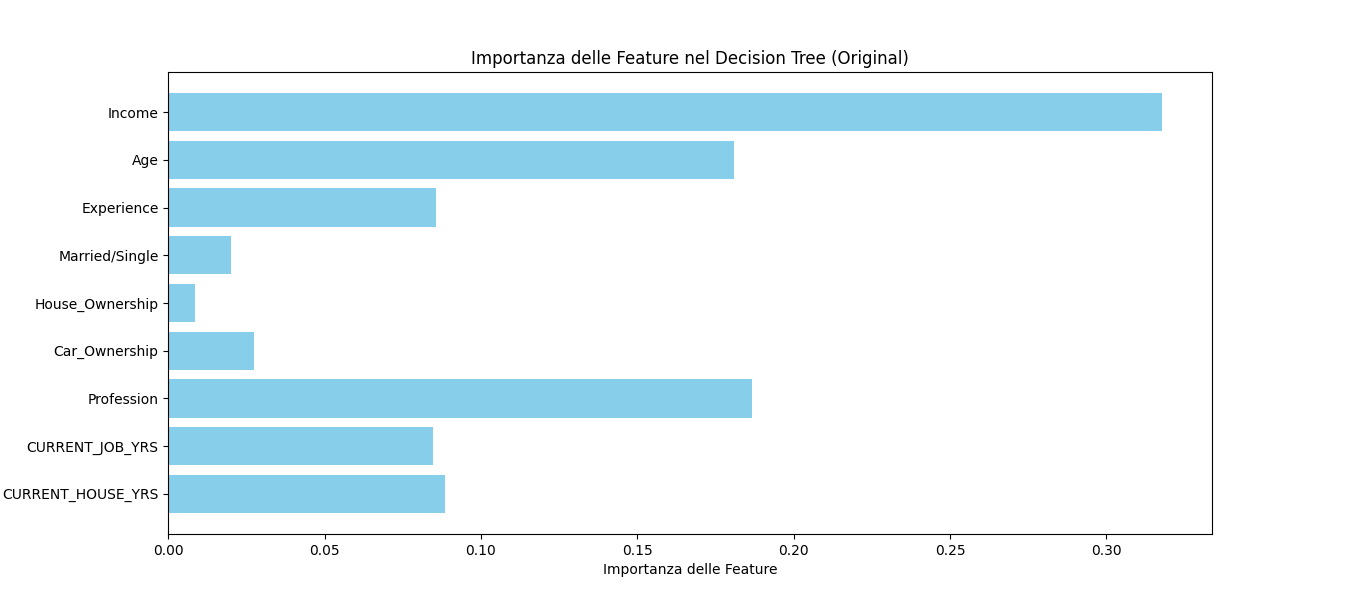 Importanza delle Feature nel Decision Tree (Original)
Income
Age
Experience
Married/Single
House_Ownership
Car_Ownership
Profession
CURRENT_JOB_YRS
CURRENT_HOUSE_YRS
0.00 0.05 0.10 0.15 0.20 0.25 0.30
Importanza delle Feature